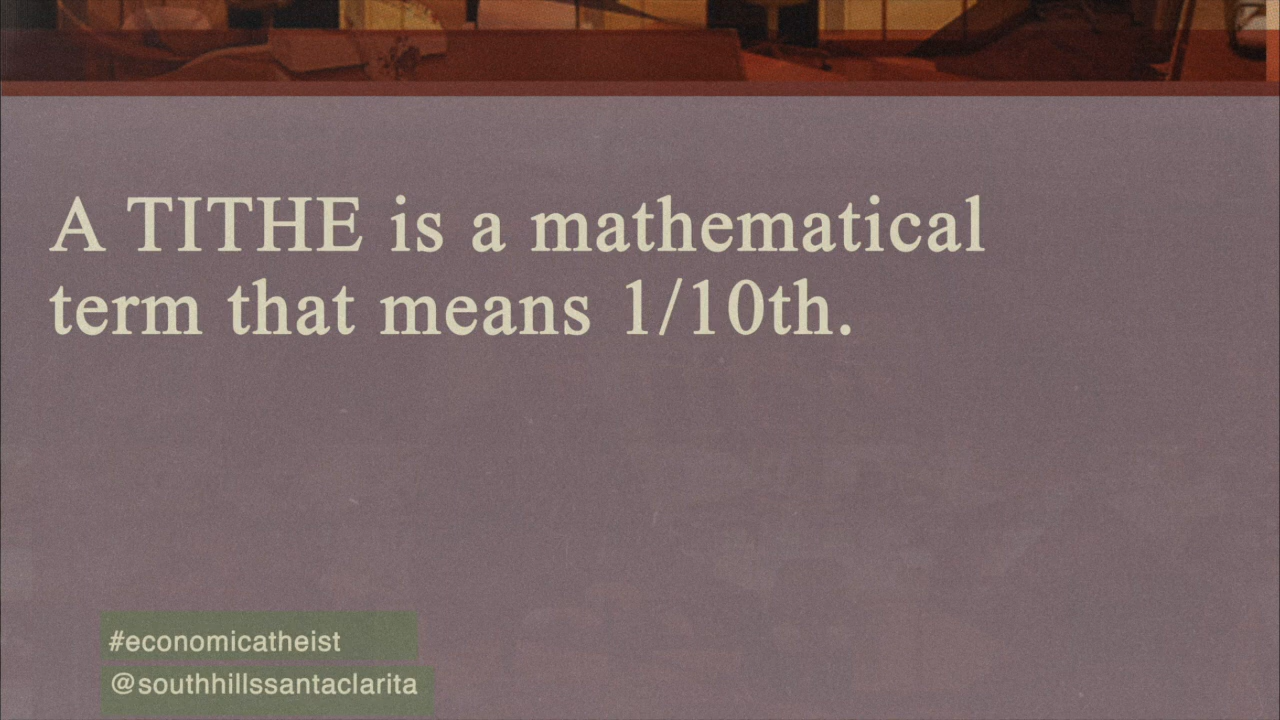 A TITHE is a mathematical
term that means 1/10th.
#economicatheist
@southhillssantaclarita